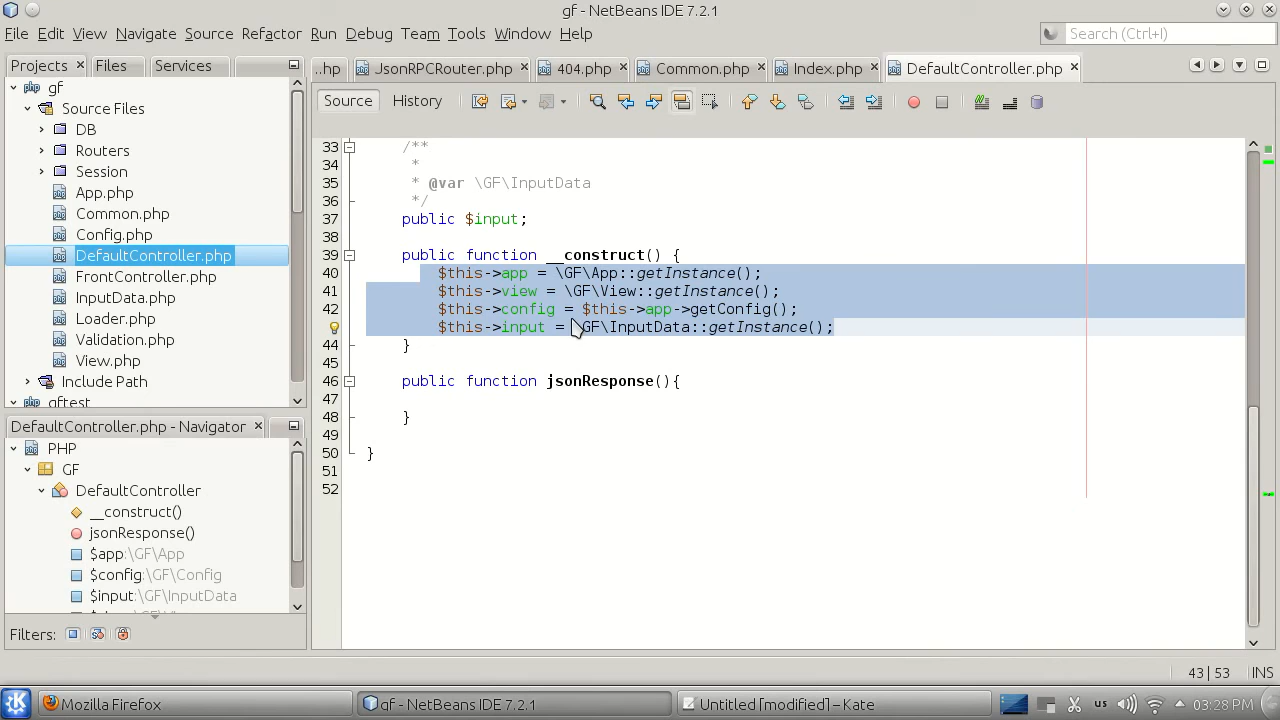 gf - NetBeans IDE 7.2.1
File Edit View Navigate Source Refactor Run Debug Team Tools Window Help
Search (Ctrl+I)
Projects Files Services
..hp JsonRPCRouter.php 404.php Common.php Index.php DefaultController.php
Source History
gf
Source Files
DB
Routers
Session
App.php
Common.php
Config.php
DefaultController.php
FrontController.php
InputData.php
Loader.php
Validation.php
View.php
Include Path
gftest
DefaultController.php - Navigator
PHP
GF
DefaultController
__construct()
jsonResponse()
$app:\GF\App
$config:\GF\Config
$input:\GF\InputData
Filters:
33 /**
34 *
35 * @var \GF\InputData
36 */
37 public $input;
38
39 public function __construct() {
40 $this->app = \GF\App::getInstance();
41 $this->view = \GF\View::getInstance();
42 $this->config = $this->app->getConfig();
$this->input = \GF\InputData::getInstance();
44 }
45
46 public function jsonResponse(){
47
48 }
49
50 }
51
52
43 | 53 INS
Mozilla Firefox
gf - NetBeans IDE 7.2.1
Untitled [modified] – Kate
us
03:28 PM